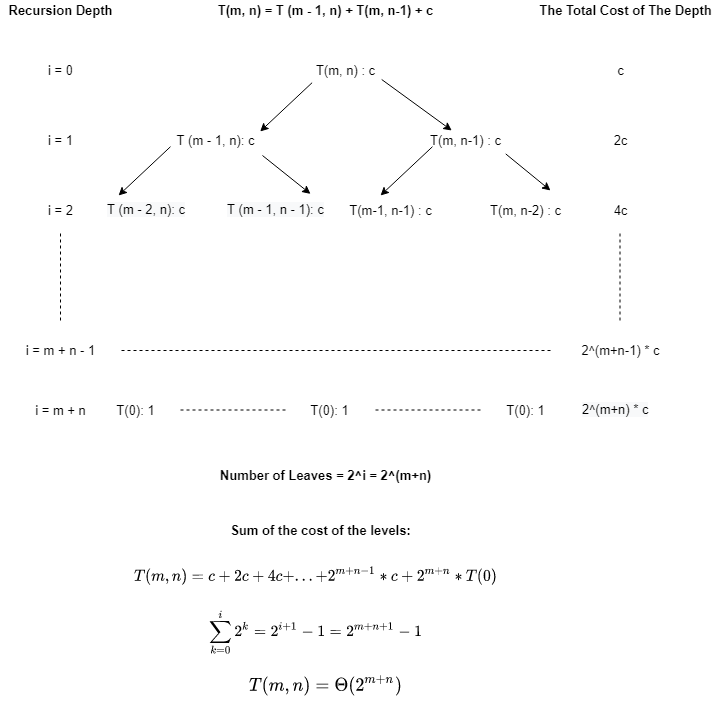 Recursion Depth T(m, n) = T (m - 1, n) + T(m, n-1) + c The Total Cost of The Depth
i = 0 T(m, n) : c c
i = 1 T (m - 1, n): c T(m, n-1) : c 2c
i = 2 T (m - 2, n): c T (m - 1, n - 1): c T(m-1, n-1) : c T(m, n-2) : c 4c
i = m + n - 1 2^(m+n-1) * c
i = m + n T(0): 1 T(0): 1 T(0): 1 2^(m+n) * c
Number of Leaves = 2^i = 2^(m+n)
Sum of the cost of the levels:
T(m, n) = c + 2c + 4c+. . . +2^{m+n−1} * c + 2^{m+n} * T(0)
\sum_{k=0}^{i} 2^k = 2^{i+1} − 1 = 2^{m+n+1} − 1
T(m, n) = Θ(2^{m+n})